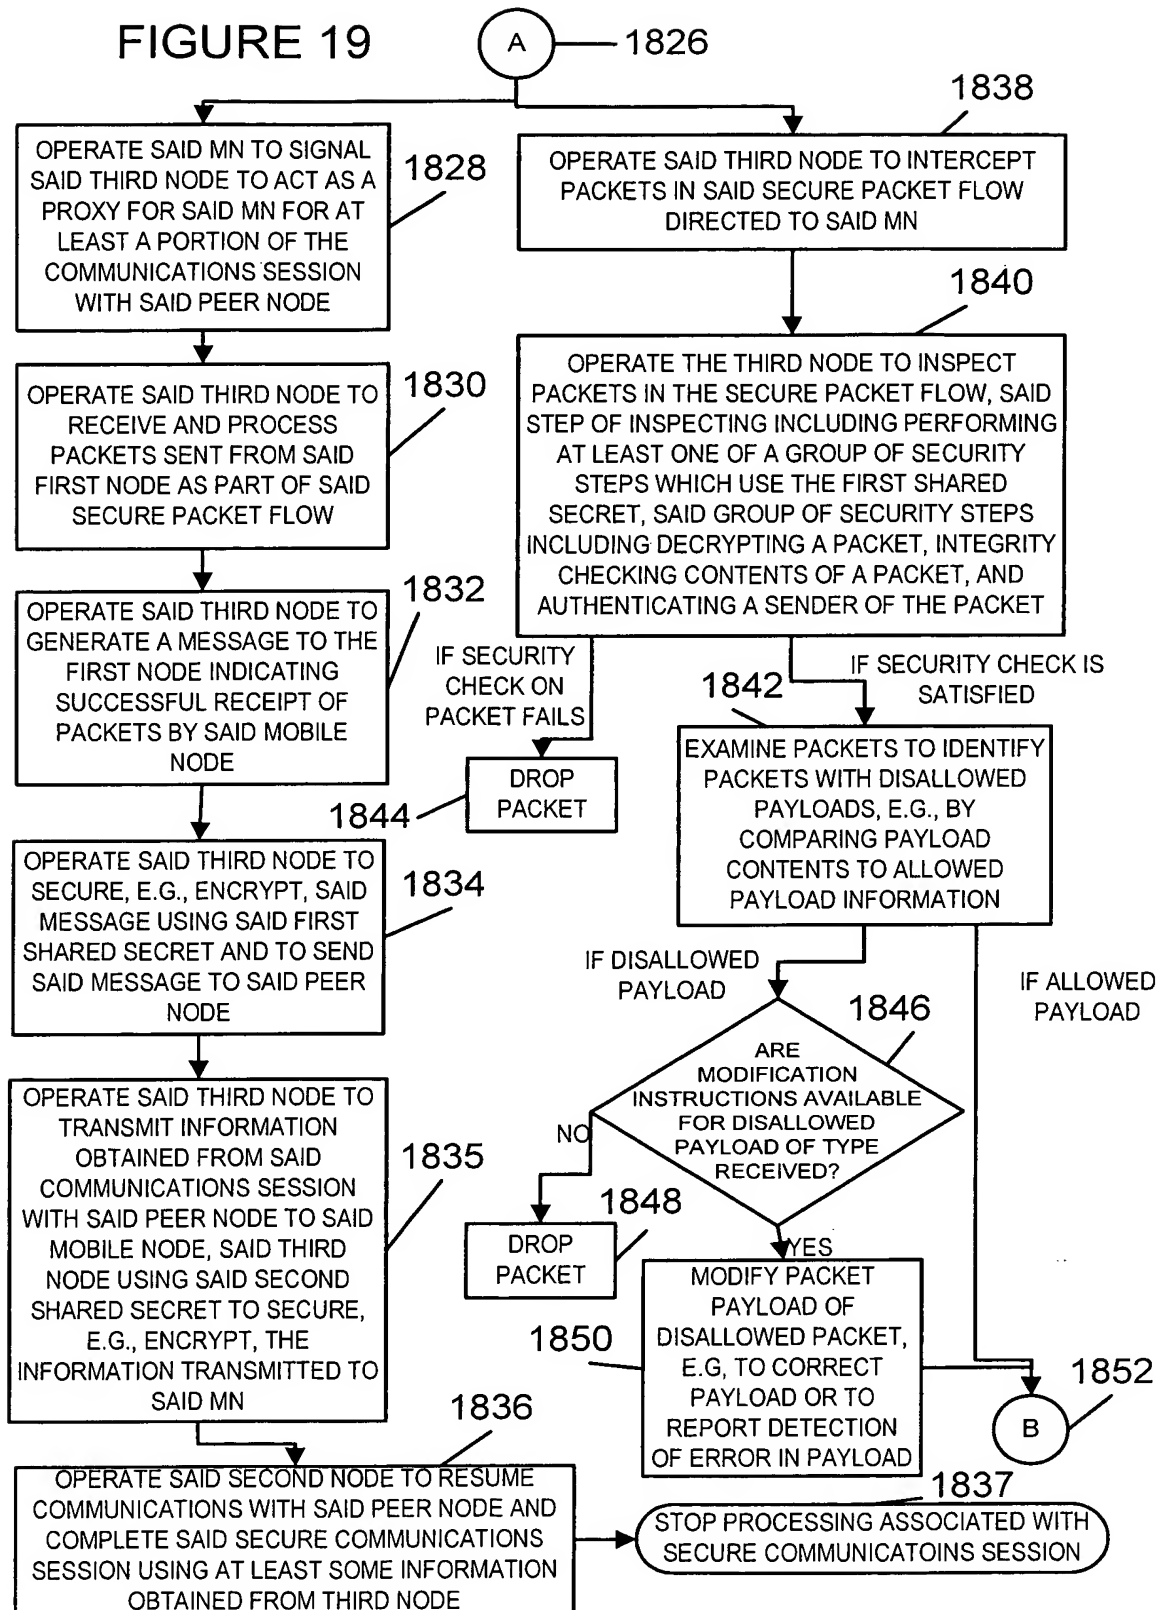 FIGURE 19
A
1826
OPERATE SAID MN TO SIGNAL
SAID THIRD NODE TO ACT AS A
PROXY FOR SAID MN FOR AT
LEAST A PORTION OF THE
COMMUNICATIONS SESSION
WITH SAID PEER NODE
1828
OPERATE SAID THIRD NODE TO
RECEIVE AND PROCESS
PACKETS SENT FROM SAID
FIRST NODE AS PART OF SAID
SECURE PACKET FLOW
1830
OPERATE SAID THIRD NODE TO
GENERATE A MESSAGE TO THE
FIRST NODE INDICATING
SUCCESSFUL RECEIPT OF
PACKETS BY SAID MOBILE
NODE
1832
OPERATE SAID THIRD NODE TO
SECURE, E.G., ENCRYPT, SAID
MESSAGE USING SAID FIRST
SHARED SECRET AND TO SEND
SAID MESSAGE TO SAID PEER
NODE
1834
OPERATE SAID THIRD NODE TO
TRANSMIT INFORMATION
OBTAINED FROM SAID
COMMUNICATIONS SESSION
WITH SAID PEER NODE TO SAID
MOBILE NODE, SAID THIRD
NODE USING SAID SECOND
SHARED SECRET TO SECURE,
E.G., ENCRYPT, THE
INFORMATION TRANSMITTED TO
SAID MN
1835
1836
OPERATE SAID SECOND NODE TO RESUME
COMMUNICATIONS WITH SAID PEER NODE AND
COMPLETE SAID SECURE COMMUNICATIONS
SESSION USING AT LEAST SOME INFORMATION
OBTAINED FROM THIRD NODE
1837
STOP PROCESSING ASSOCIATED WITH
SECURE COMMUNICATOINS SESSION
1838
OPERATE SAID THIRD NODE TO INTERCEPT
PACKETS IN SAID SECURE PACKET FLOW
DIRECTED TO SAID MN
1840
OPERATE THE THIRD NODE TO INSPECT
PACKETS IN THE SECURE PACKET FLOW, SAID
STEP OF INSPECTING INCLUDING PERFORMING
AT LEAST ONE OF A GROUP OF SECURITY
STEPS WHICH USE THE FIRST SHARED
SECRET, SAID GROUP OF SECURITY STEPS
INCLUDING DECRYPTING A PACKET, INTEGRITY
CHECKING CONTENTS OF A PACKET, AND
AUTHENTICATING A SENDER OF THE PACKET
IF SECURITY
CHECK ON
PACKET FAILS
DROP
PACKET
1844
IF SECURITY CHECK IS
SATISFIED
1842
EXAMINE PACKETS TO IDENTIFY
PACKETS WITH DISALLOWED
PAYLOADS, E.G., BY
COMPARING PAYLOAD
CONTENTS TO ALLOWED
PAYLOAD INFORMATION
IF DISALLOWED
PAYLOAD
IF ALLOWED
PAYLOAD
1846
ARE
MODIFICATION
INSTRUCTIONS AVAILABLE
FOR DISALLOWED
PAYLOAD OF TYPE
RECEIVED?
NO
1848
DROP
PACKET
YES
MODIFY PACKET
PAYLOAD OF
DISALLOWED PACKET,
E.G, TO CORRECT
PAYLOAD OR TO
REPORT DETECTION
OF ERROR IN PAYLOAD
1850
1852
B